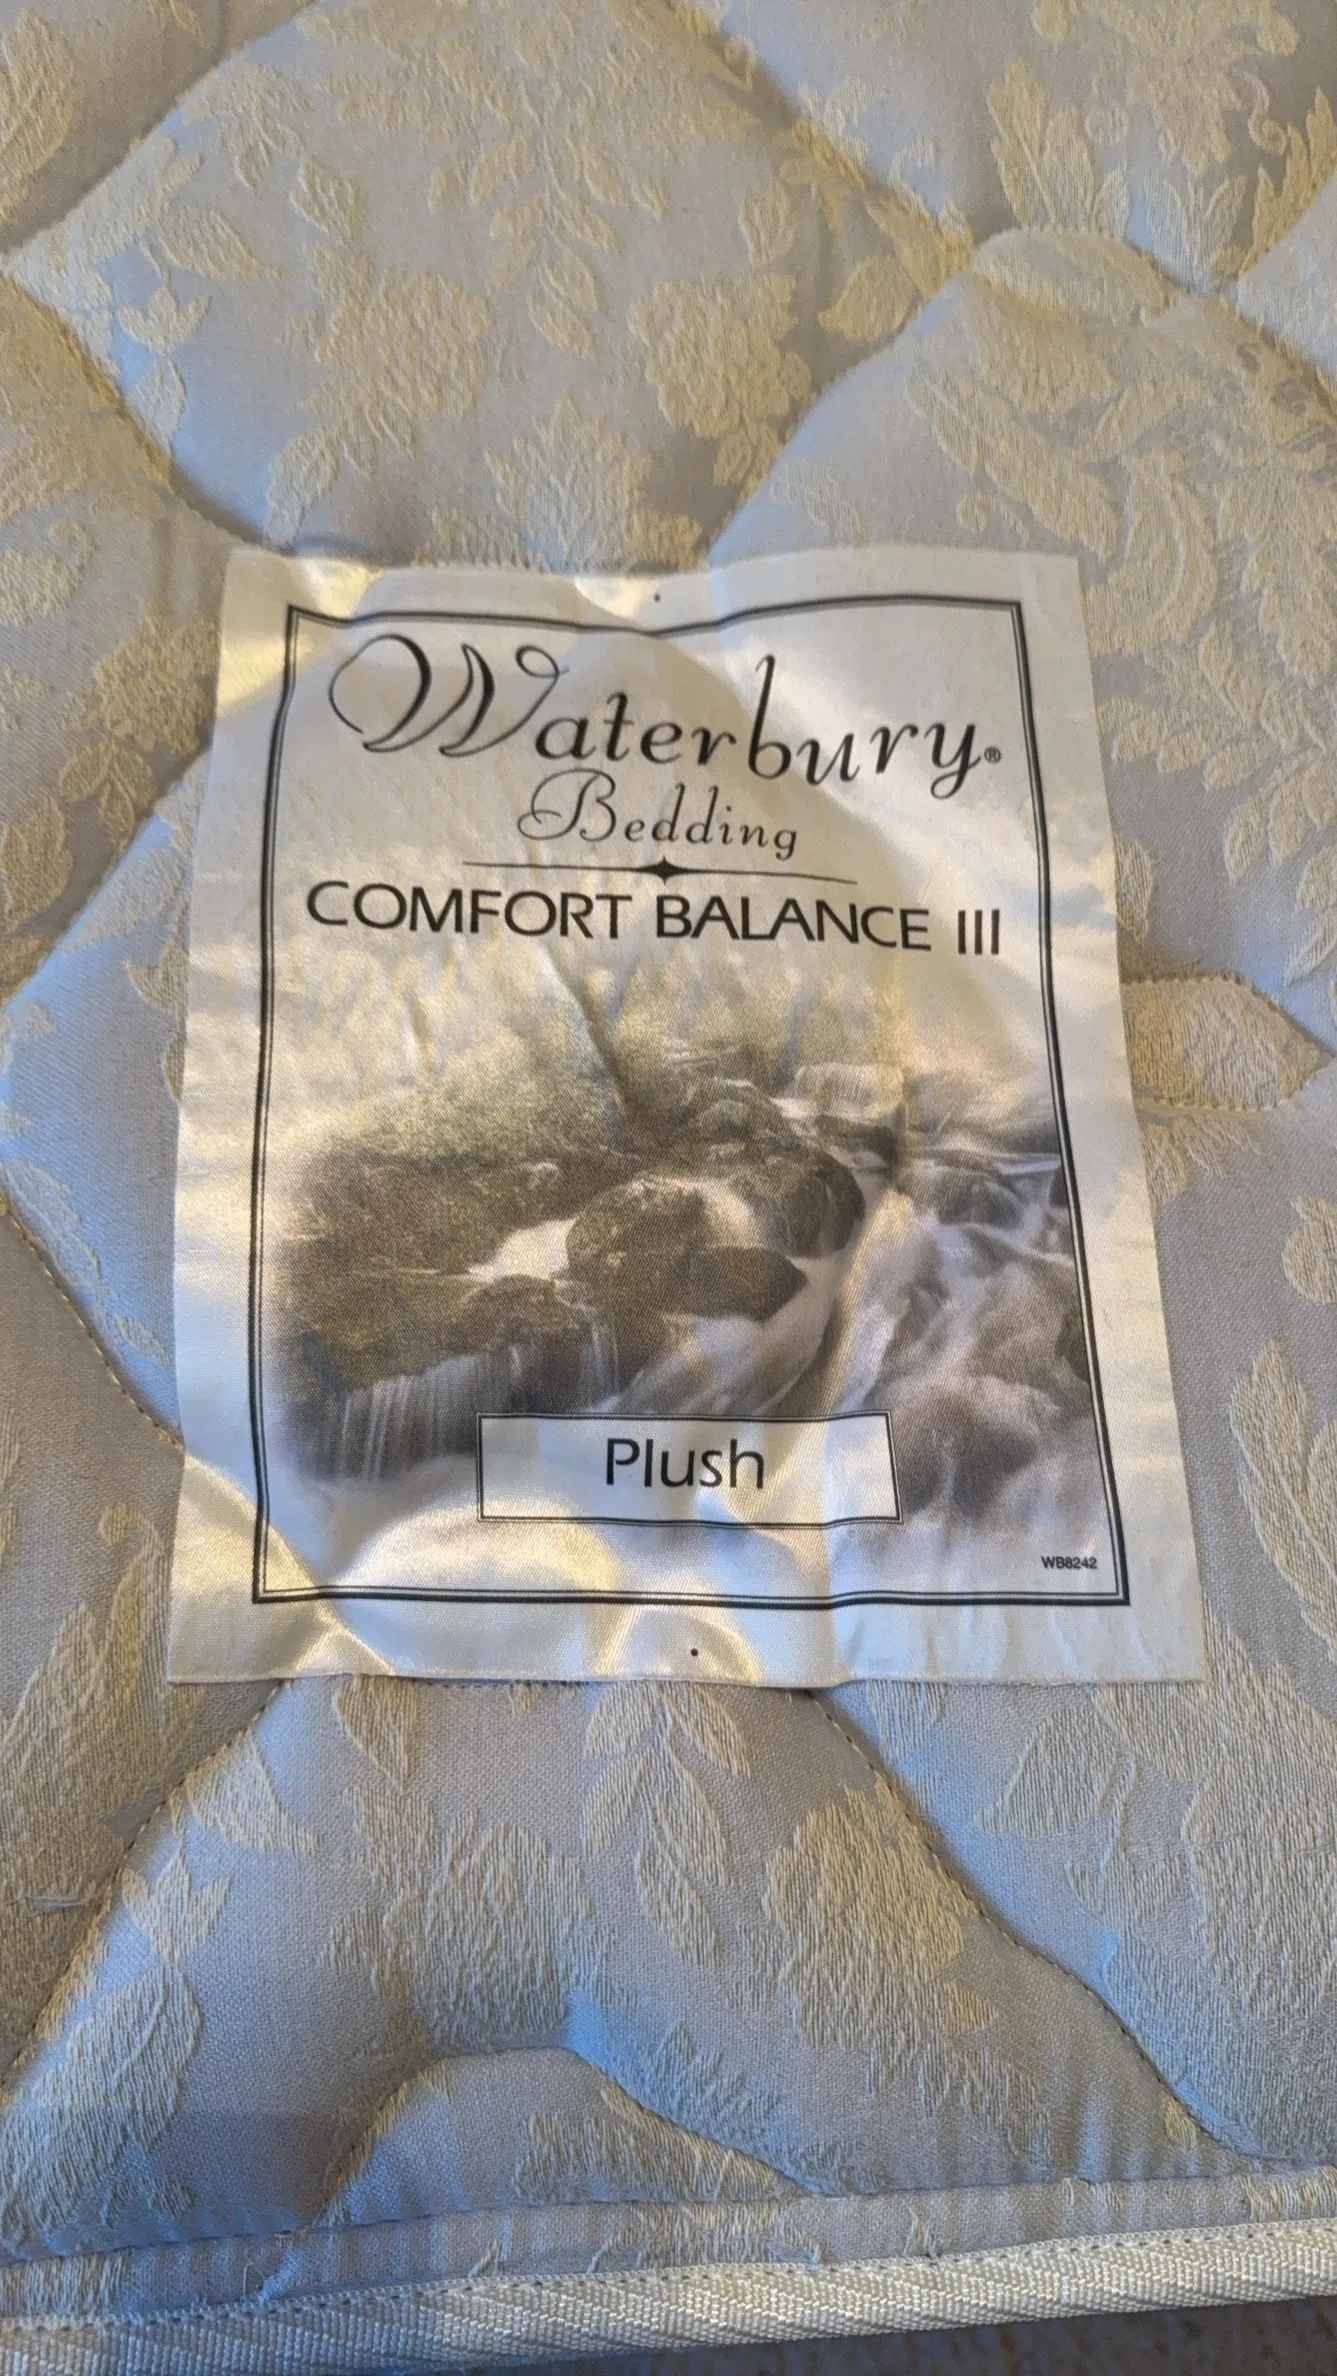 Waterbury®
Bedding
COMFORT BALANCE III
Plush
WB8242